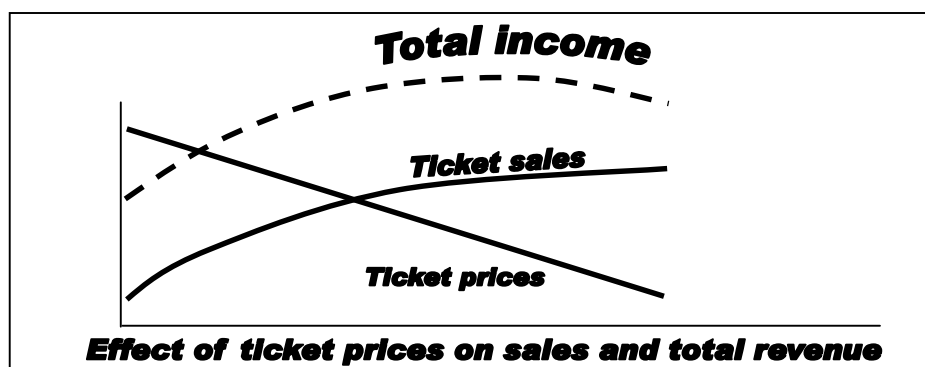 Total income
Ticket sales
Ticket prices
Effect of ticket prices on sales and total revenue